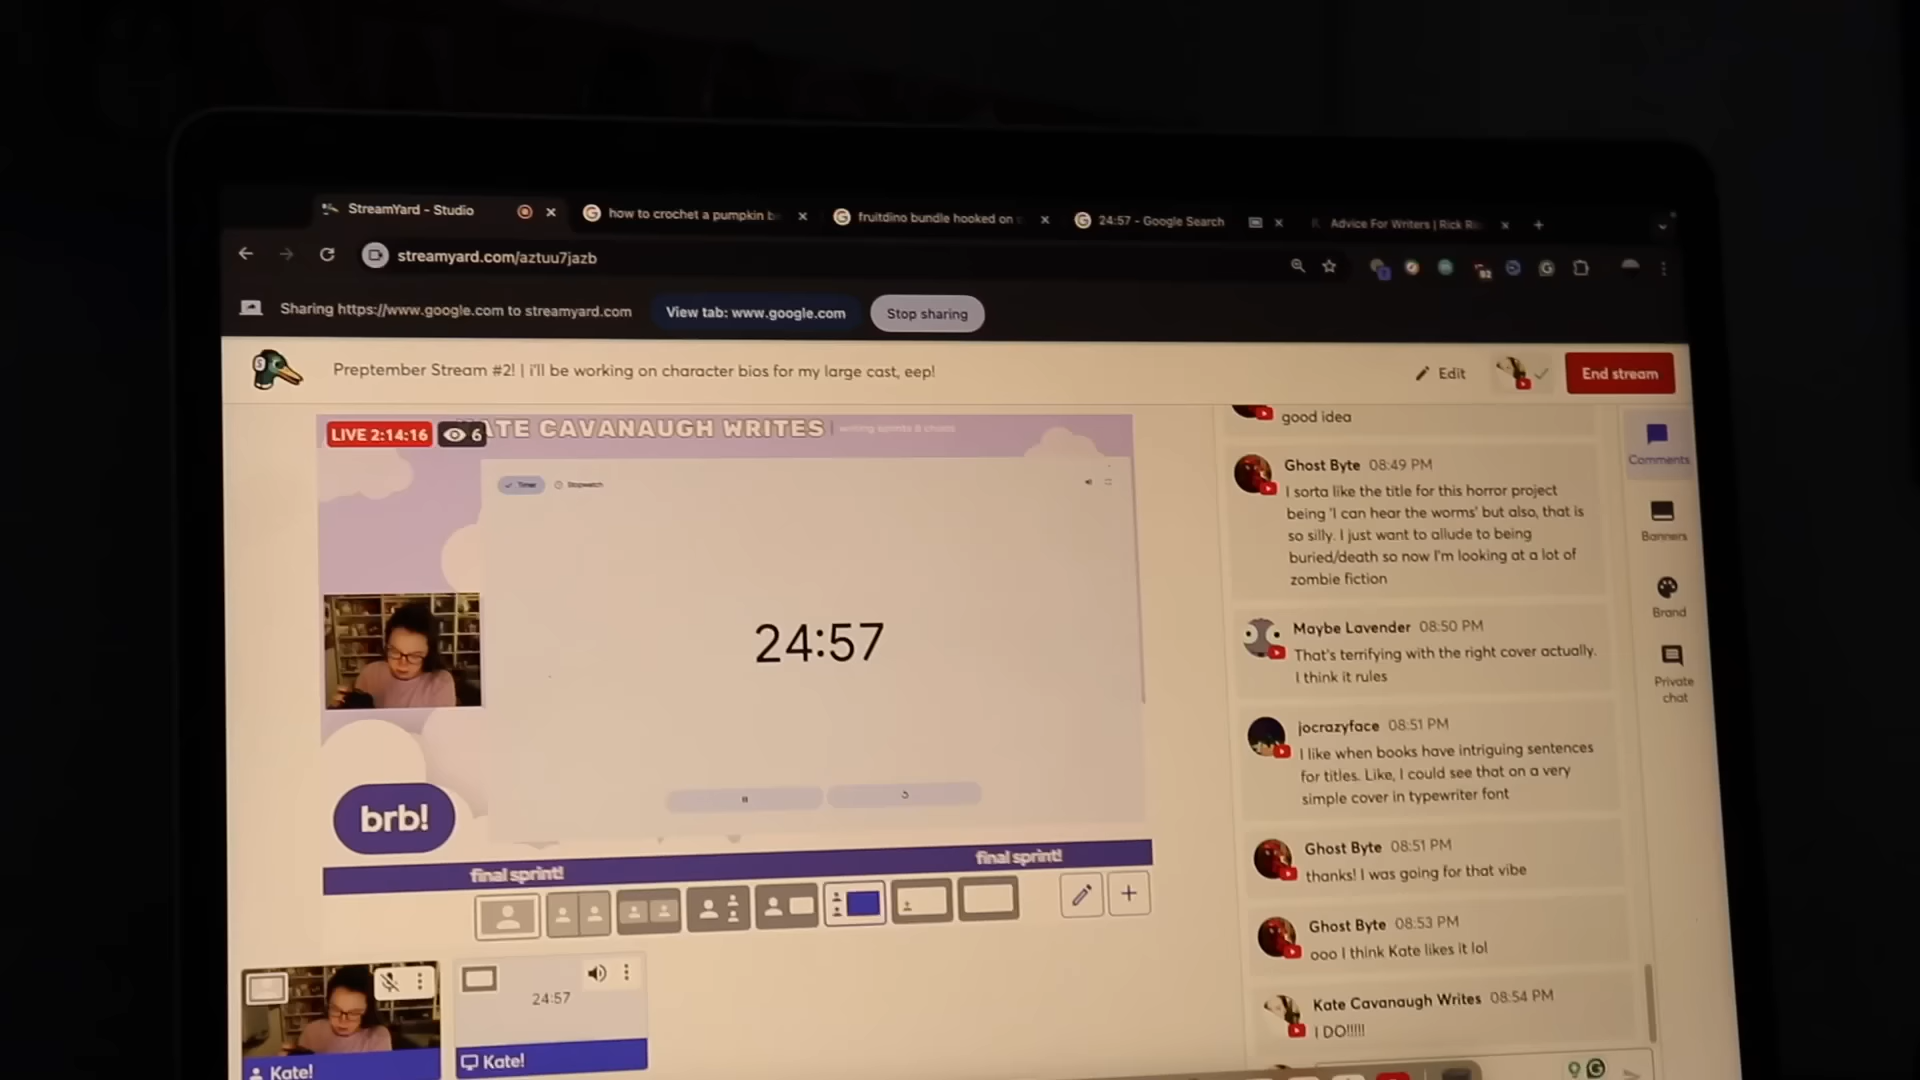 StreamYard - Studio
how to crochet a pumpkin b
fruitdino bundle hooked on
24:57 - Google Search
Advice For Writers | Rick Ri
streamyard.com/aztuu7jazb
Sharing https://www.google.com to streamyard.com
View tab: www.google.com
Stop sharing
Preptember Stream #2! | i'll be working on character bios for my large cast, eep!
Edit
End stream
LIVE 2:14:16
6
ATE CAVANAUGH WRITES
Timer
Stopwatch
24:57
brb!
final sprint!
final sprint!
24:57
Kate!
Kate!
good idea
Ghost Byte 08:49 PM
I sorta like the title for this horror project
being 'I can hear the worms' but also, that is
so silly. I just want to allude to being
buried/death so now I'm looking at a lot of
zombie fiction
Maybe Lavender 08:50 PM
That's terrifying with the right cover actually.
I think it rules
jocrazyface 08:51 PM
I like when books have intriguing sentences
for titles. Like, I could see that on a very
simple cover in typewriter font
Ghost Byte 08:51 PM
thanks! I was going for that vibe
Ghost Byte 08:53 PM
ooo I think Kate likes it lol
Kate Cavanaugh Writes 08:54 PM
I DO!!!!!
Comments
Banners
Brand
Private
chat